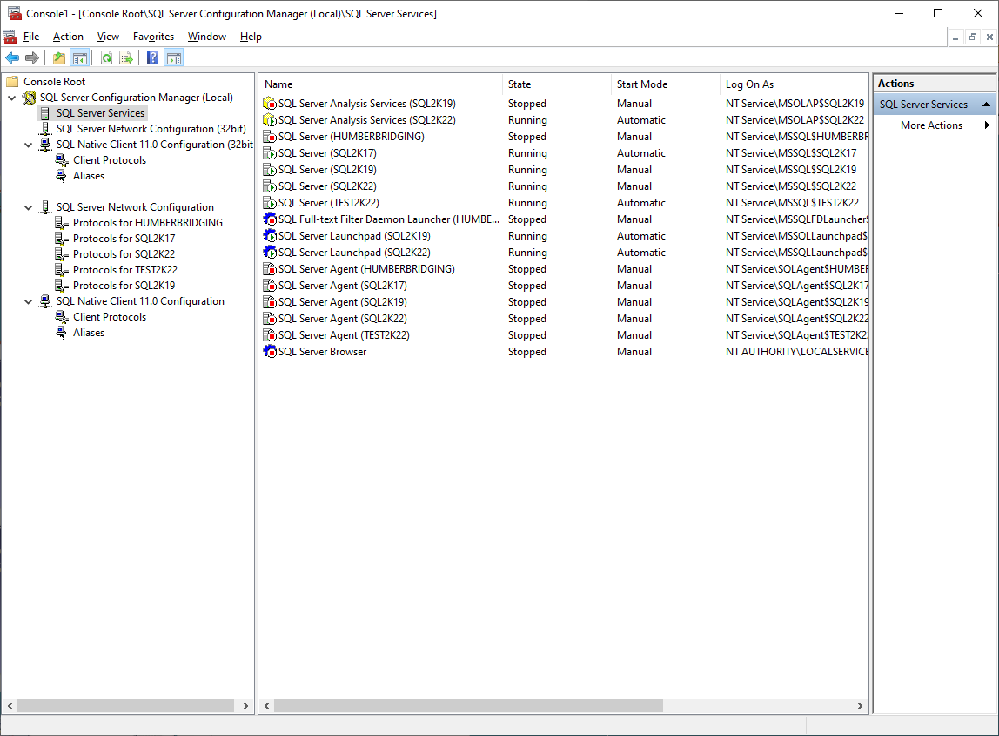 Console1 - [Console Root\SQL Server Configuration Manager (Local)\SQL Server Services]
File Action View Favorites Window Help
Console Root
SQL Server Configuration Manager (Local)
SQL Server Services
SQL Server Network Configuration (32bit)
SQL Native Client 11.0 Configuration (32bit
Client Protocols
Aliases
SQL Server Network Configuration
Protocols for HUMBERBRIDGING
Protocols for SQL2K17
Protocols for SQL2K22
Protocols for TEST2K22
Protocols for SQL2K19
SQL Native Client 11.0 Configuration
Client Protocols
Aliases
Name State Start Mode Log On As
SQL Server Analysis Services (SQL2K19) Stopped Manual NT Service\MSOLAP$SQL2K19
SQL Server Analysis Services (SQL2K22) Running Automatic NT Service\MSOLAP$SQL2K22
SQL Server (HUMBERBRIDGING) Stopped Manual NT Service\MSSQL$HUMBERBF
SQL Server (SQL2K17) Running Automatic NT Service\MSSQL$SQL2K17
SQL Server (SQL2K19) Running Manual NT Service\MSSQL$SQL2K19
SQL Server (SQL2K22) Running Manual NT Service\MSSQL$SQL2K22
SQL Server (TEST2K22) Running Automatic NT Service\MSSQL$TEST2K22
SQL Full-text Filter Daemon Launcher (HUMBE... Stopped Manual NT Service\MSSQLFDLauncher$
SQL Server Launchpad (SQL2K19) Running Automatic NT Service\MSSQLLaunchpad$
SQL Server Launchpad (SQL2K22) Running Automatic NT Service\MSSQLLaunchpad$
SQL Server Agent (HUMBERBRIDGING) Stopped Manual NT Service\SQLAgent$HUMBEF
SQL Server Agent (SQL2K17) Stopped Manual NT Service\SQLAgent$SQL2K17
SQL Server Agent (SQL2K19) Stopped Manual NT Service\SQLAgent$SQL2K19
SQL Server Agent (SQL2K22) Stopped Manual NT Service\SQLAgent$SQL2K22
SQL Server Agent (TEST2K22) Stopped Manual NT Service\SQLAgent$TEST2K2
SQL Server Browser Stopped Manual NT AUTHORITY\LOCALSERVICE
Actions
SQL Server Services
More Actions